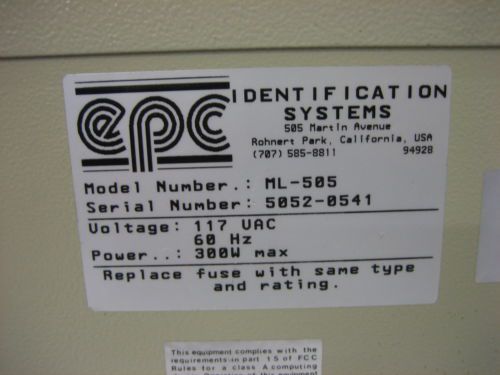 epc IDENTIFICATION
SYSTEMS
505 Martin Avenue
Rohnert Park, California, USA
(707) 585-8811 94928
Model Number.: ML-505
Serial Number: 5052-0541
Voltage: 117 VAC
60 Hz
Power..: 300W max
Replace fuse with same type
and rating.
This equipment complies with the
requirements in part 15 of FCC
Rules for a class A computing